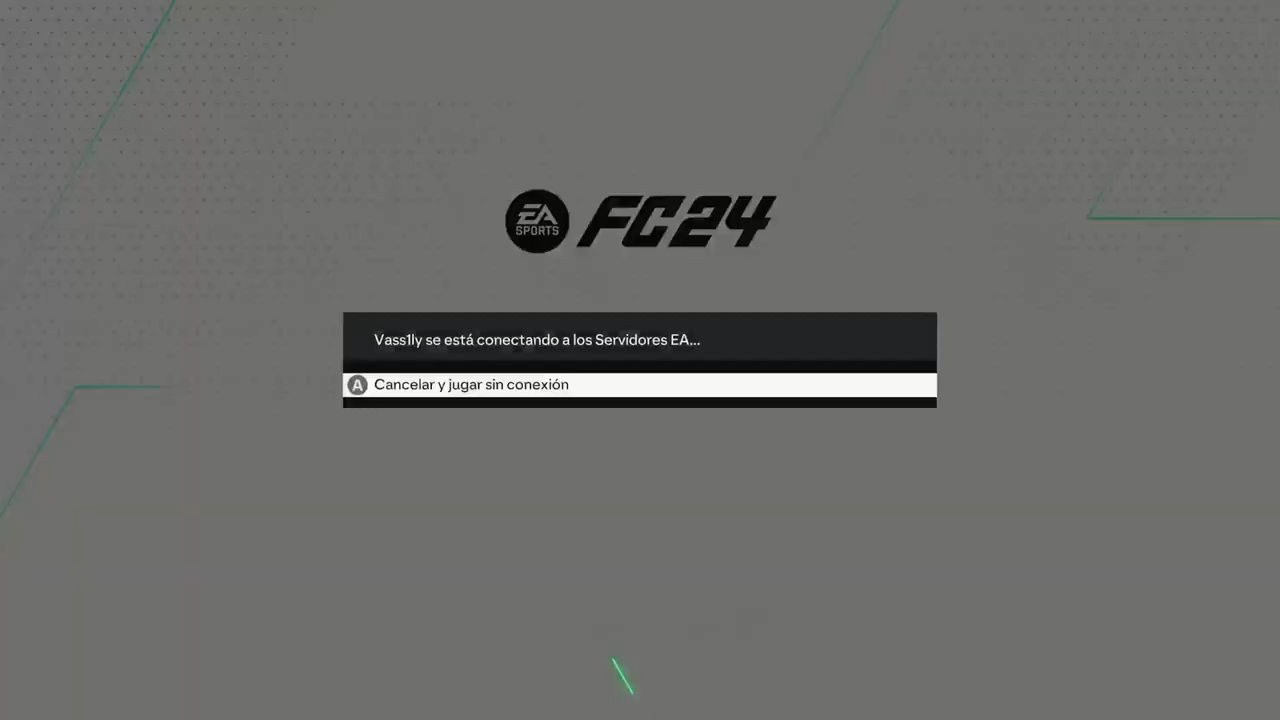 EA
SPORTS
FC24
Vass1ly se está conectando a los Servidores EA...
A Cancelar y jugar sin conexión